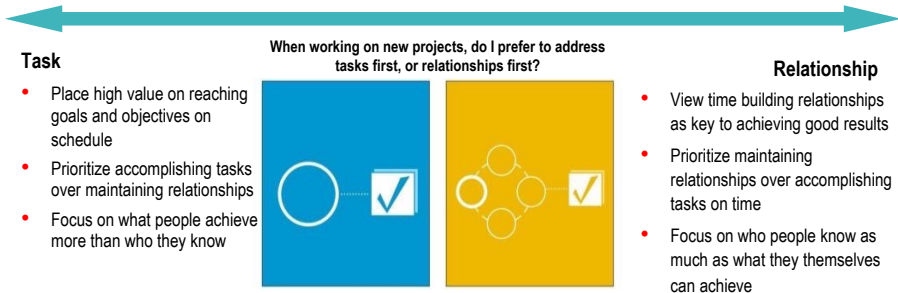 When working on new projects, do I prefer to address
tasks first, or relationships first?
Task
• Place high value on reaching
goals and objectives on
schedule
• Prioritize accomplishing tasks
over maintaining relationships
• Focus on what people achieve
more than who they know
Relationship
• View time building relationships
as key to achieving good results
• Prioritize maintaining
relationships over accomplishing
tasks on time
• Focus on who people know as
much as what they themselves
can achieve